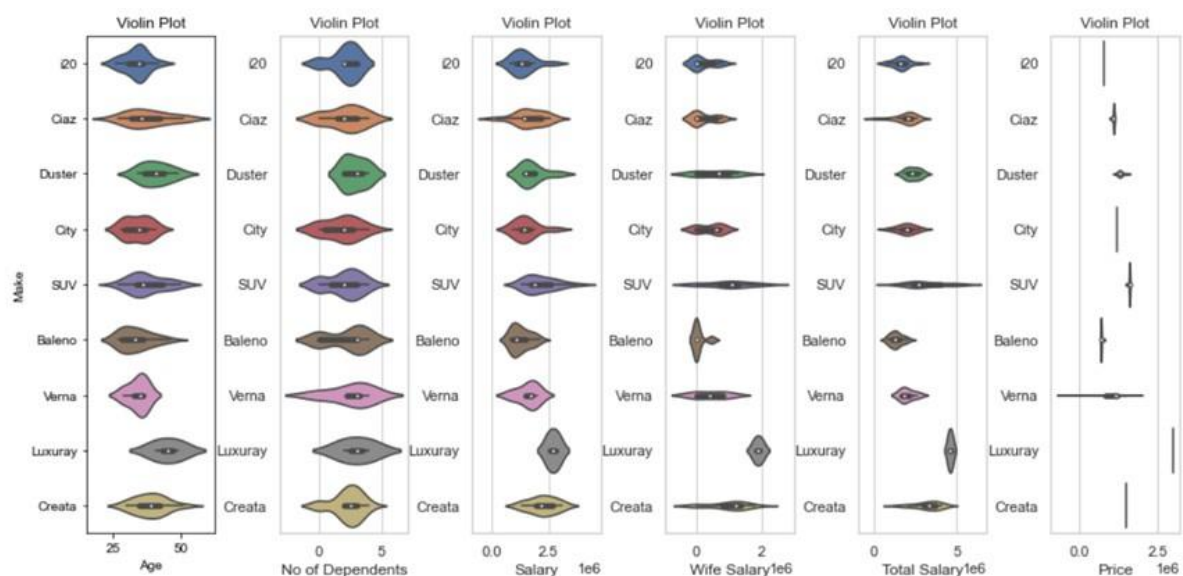 Violin Plot Violin Plot Violin Plot Violin Plot Violin Plot Violin Plot
i20 i20 i20 i20 i20 i20
Ciaz Ciaz Ciaz Ciaz Ciaz Ciaz
Duster Duster Duster Duster Duster Duster
City City City City City City
Make
SUV SUV SUV SUV SUV SUV
Baleno Baleno Baleno Baleno Baleno Baleno
Verna Verna Verna Verna Verna Verna
Luxuray Luxuray Luxuray Luxuray Luxuray Luxuray
Creata Creata Creata Creata Creata Creata
25 50 0 5 0.0 2.5 0 2 0 5 0.0 2.5
Age No of Dependents Salary 1e6 Wife Salary 1e6 Total Salary 1e6 Price 1e6